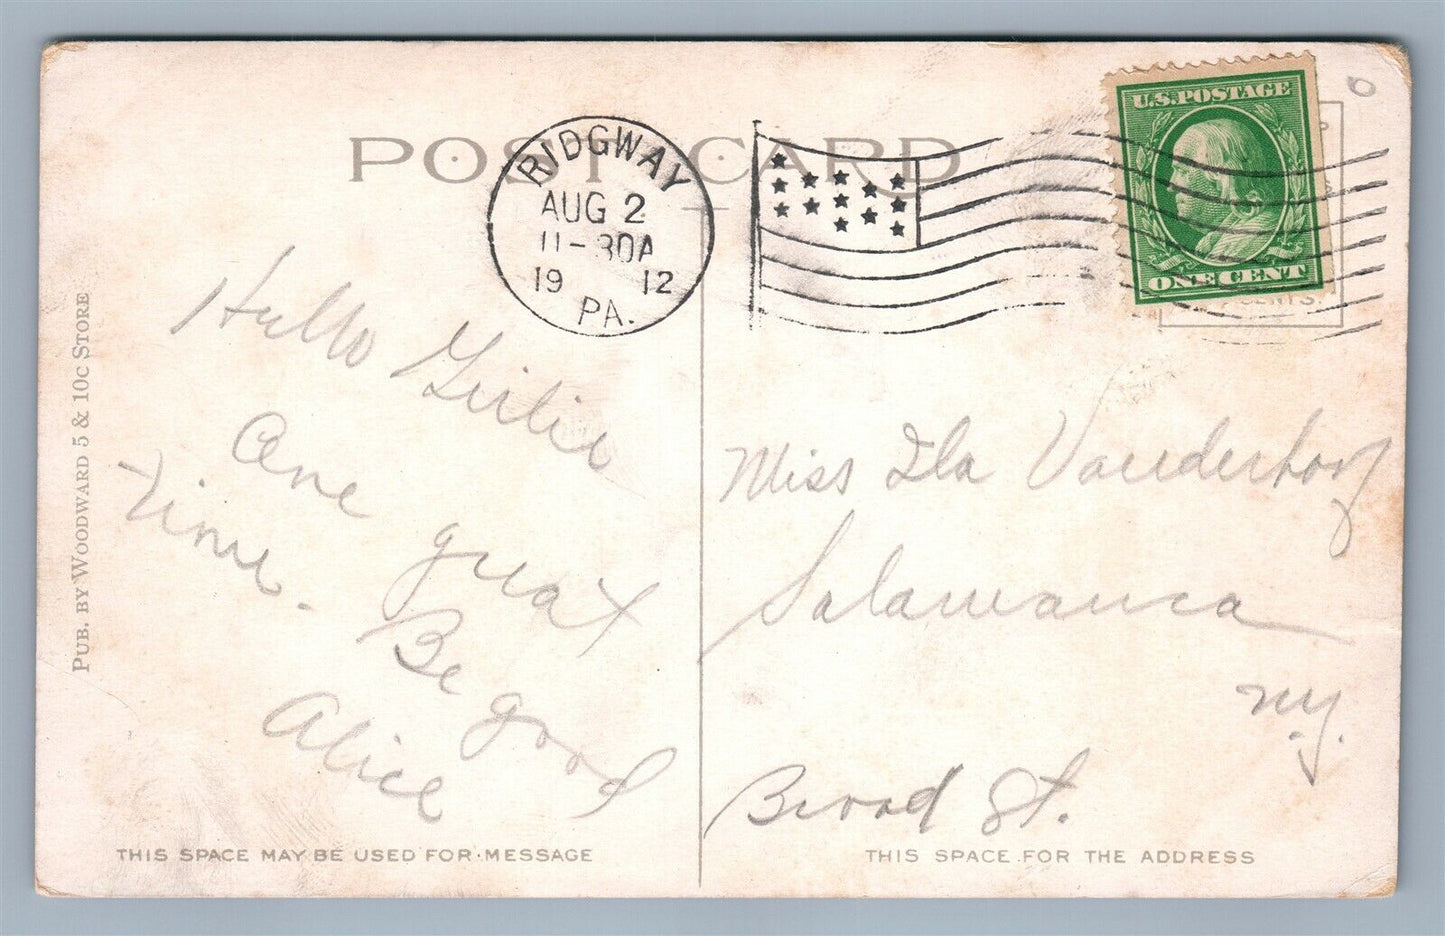 POST CARD
RIDGWAY
AUG 2
11-30A
19 12
PA.
U.S. POSTAGE
ONE CENT
PUB. BY WOODWARD 5 & 10C STORE
Hello Girlie
One great
Time.
Be good
Alice
Miss Ila Vanderhoof
Salamanca
N.Y.
Broad St.
THIS SPACE MAY BE USED FOR MESSAGE
THIS SPACE FOR THE ADDRESS